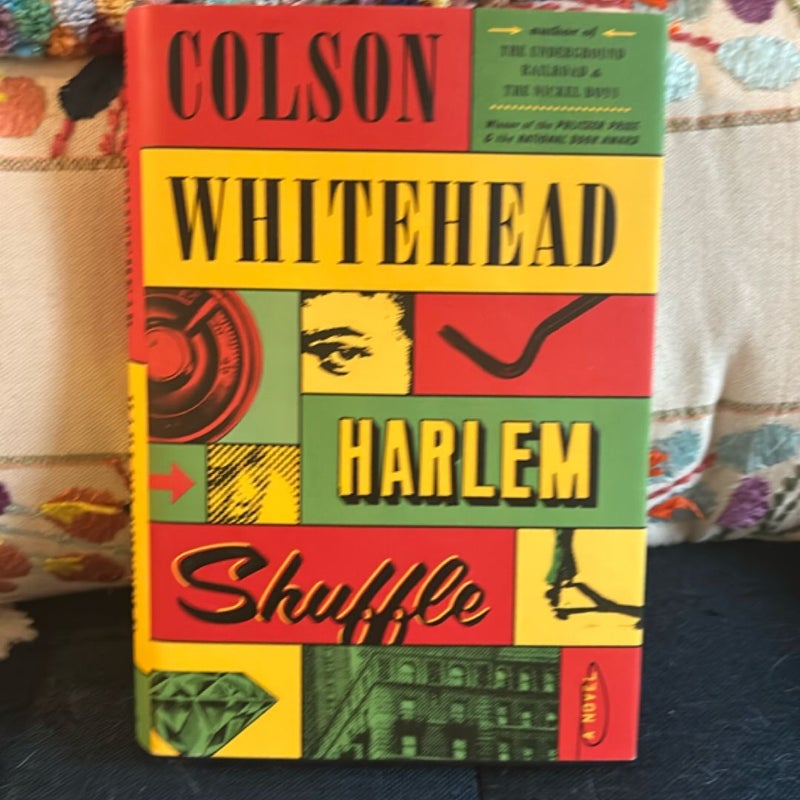 COLSON
author of
THE UNDERGROUND
RAILROAD &
THE NICKEL BOYS
Winner of the PULITZER PRIZE
& the NATIONAL BOOK AWARD
WHITEHEAD
HARLEM
Shuffle
A NOVEL